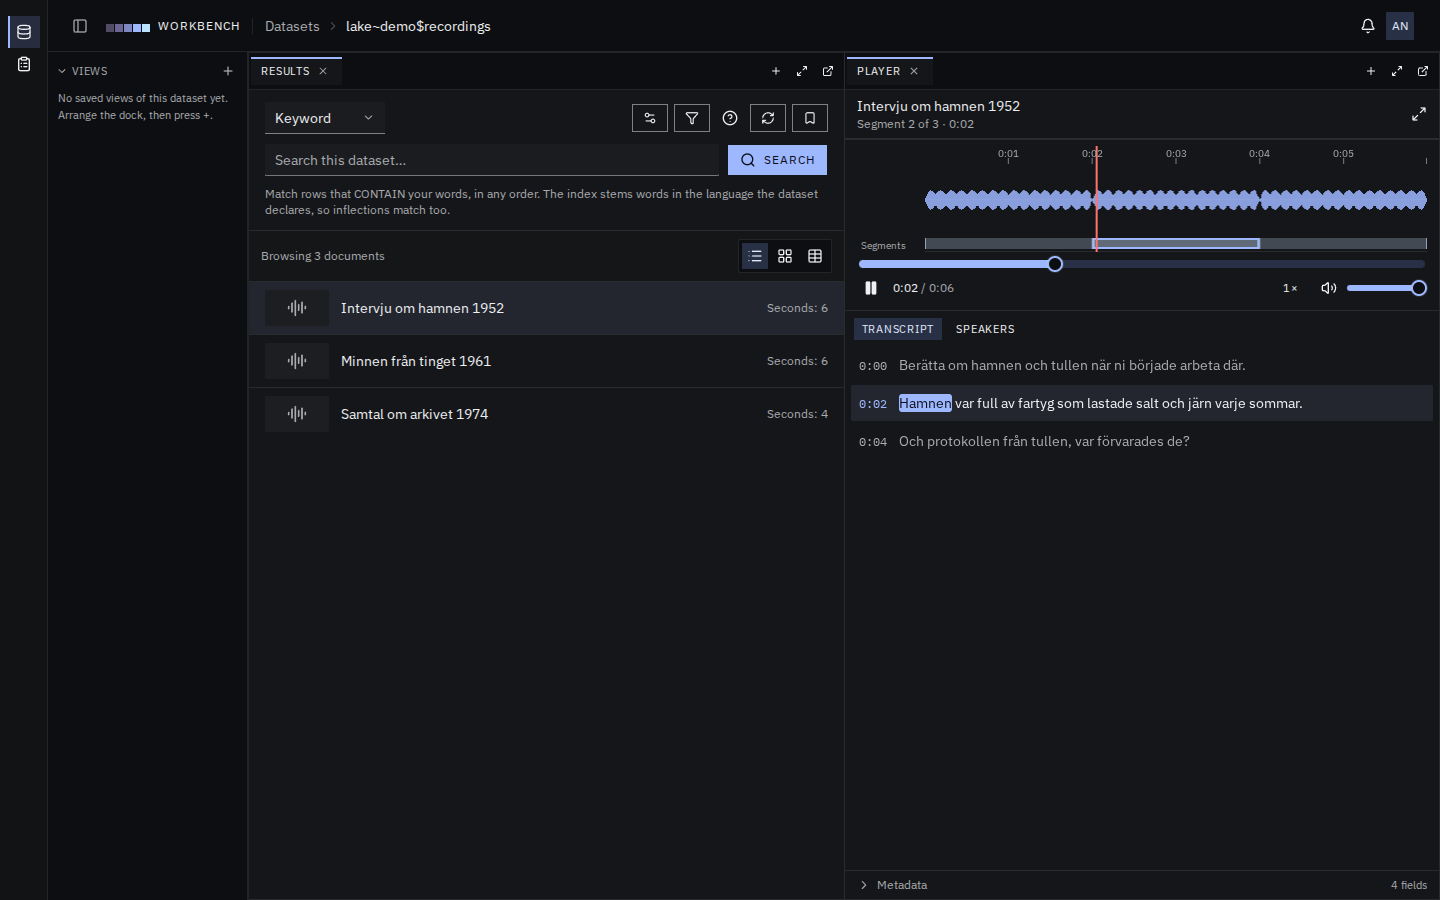 WORKBENCH
Datasets
lake~demo$recordings
AN
VIEWS
No saved views of this dataset yet.
Arrange the dock, then press +.
RESULTS
Keyword
Search this dataset...
SEARCH
Match rows that CONTAIN your words, in any order. The index stems words in the language the dataset
declares, so inflections match too.
Browsing 3 documents
Intervju om hamnen 1952
Seconds: 6
Minnen från tinget 1961
Seconds: 6
Samtal om arkivet 1974
Seconds: 4
PLAYER
Intervju om hamnen 1952
Segment 2 of 3 · 0:02
0:01
0:02
0:03
0:04
0:05
Segments
0:02 / 0:06
1×
TRANSCRIPT
SPEAKERS
0:00 Berätta om hamnen och tullen när ni började arbeta där.
0:02 Hamnen var full av fartyg som lastade salt och järn varje sommar.
0:04 Och protokollen från tullen, var förvarades de?
Metadata
4 fields